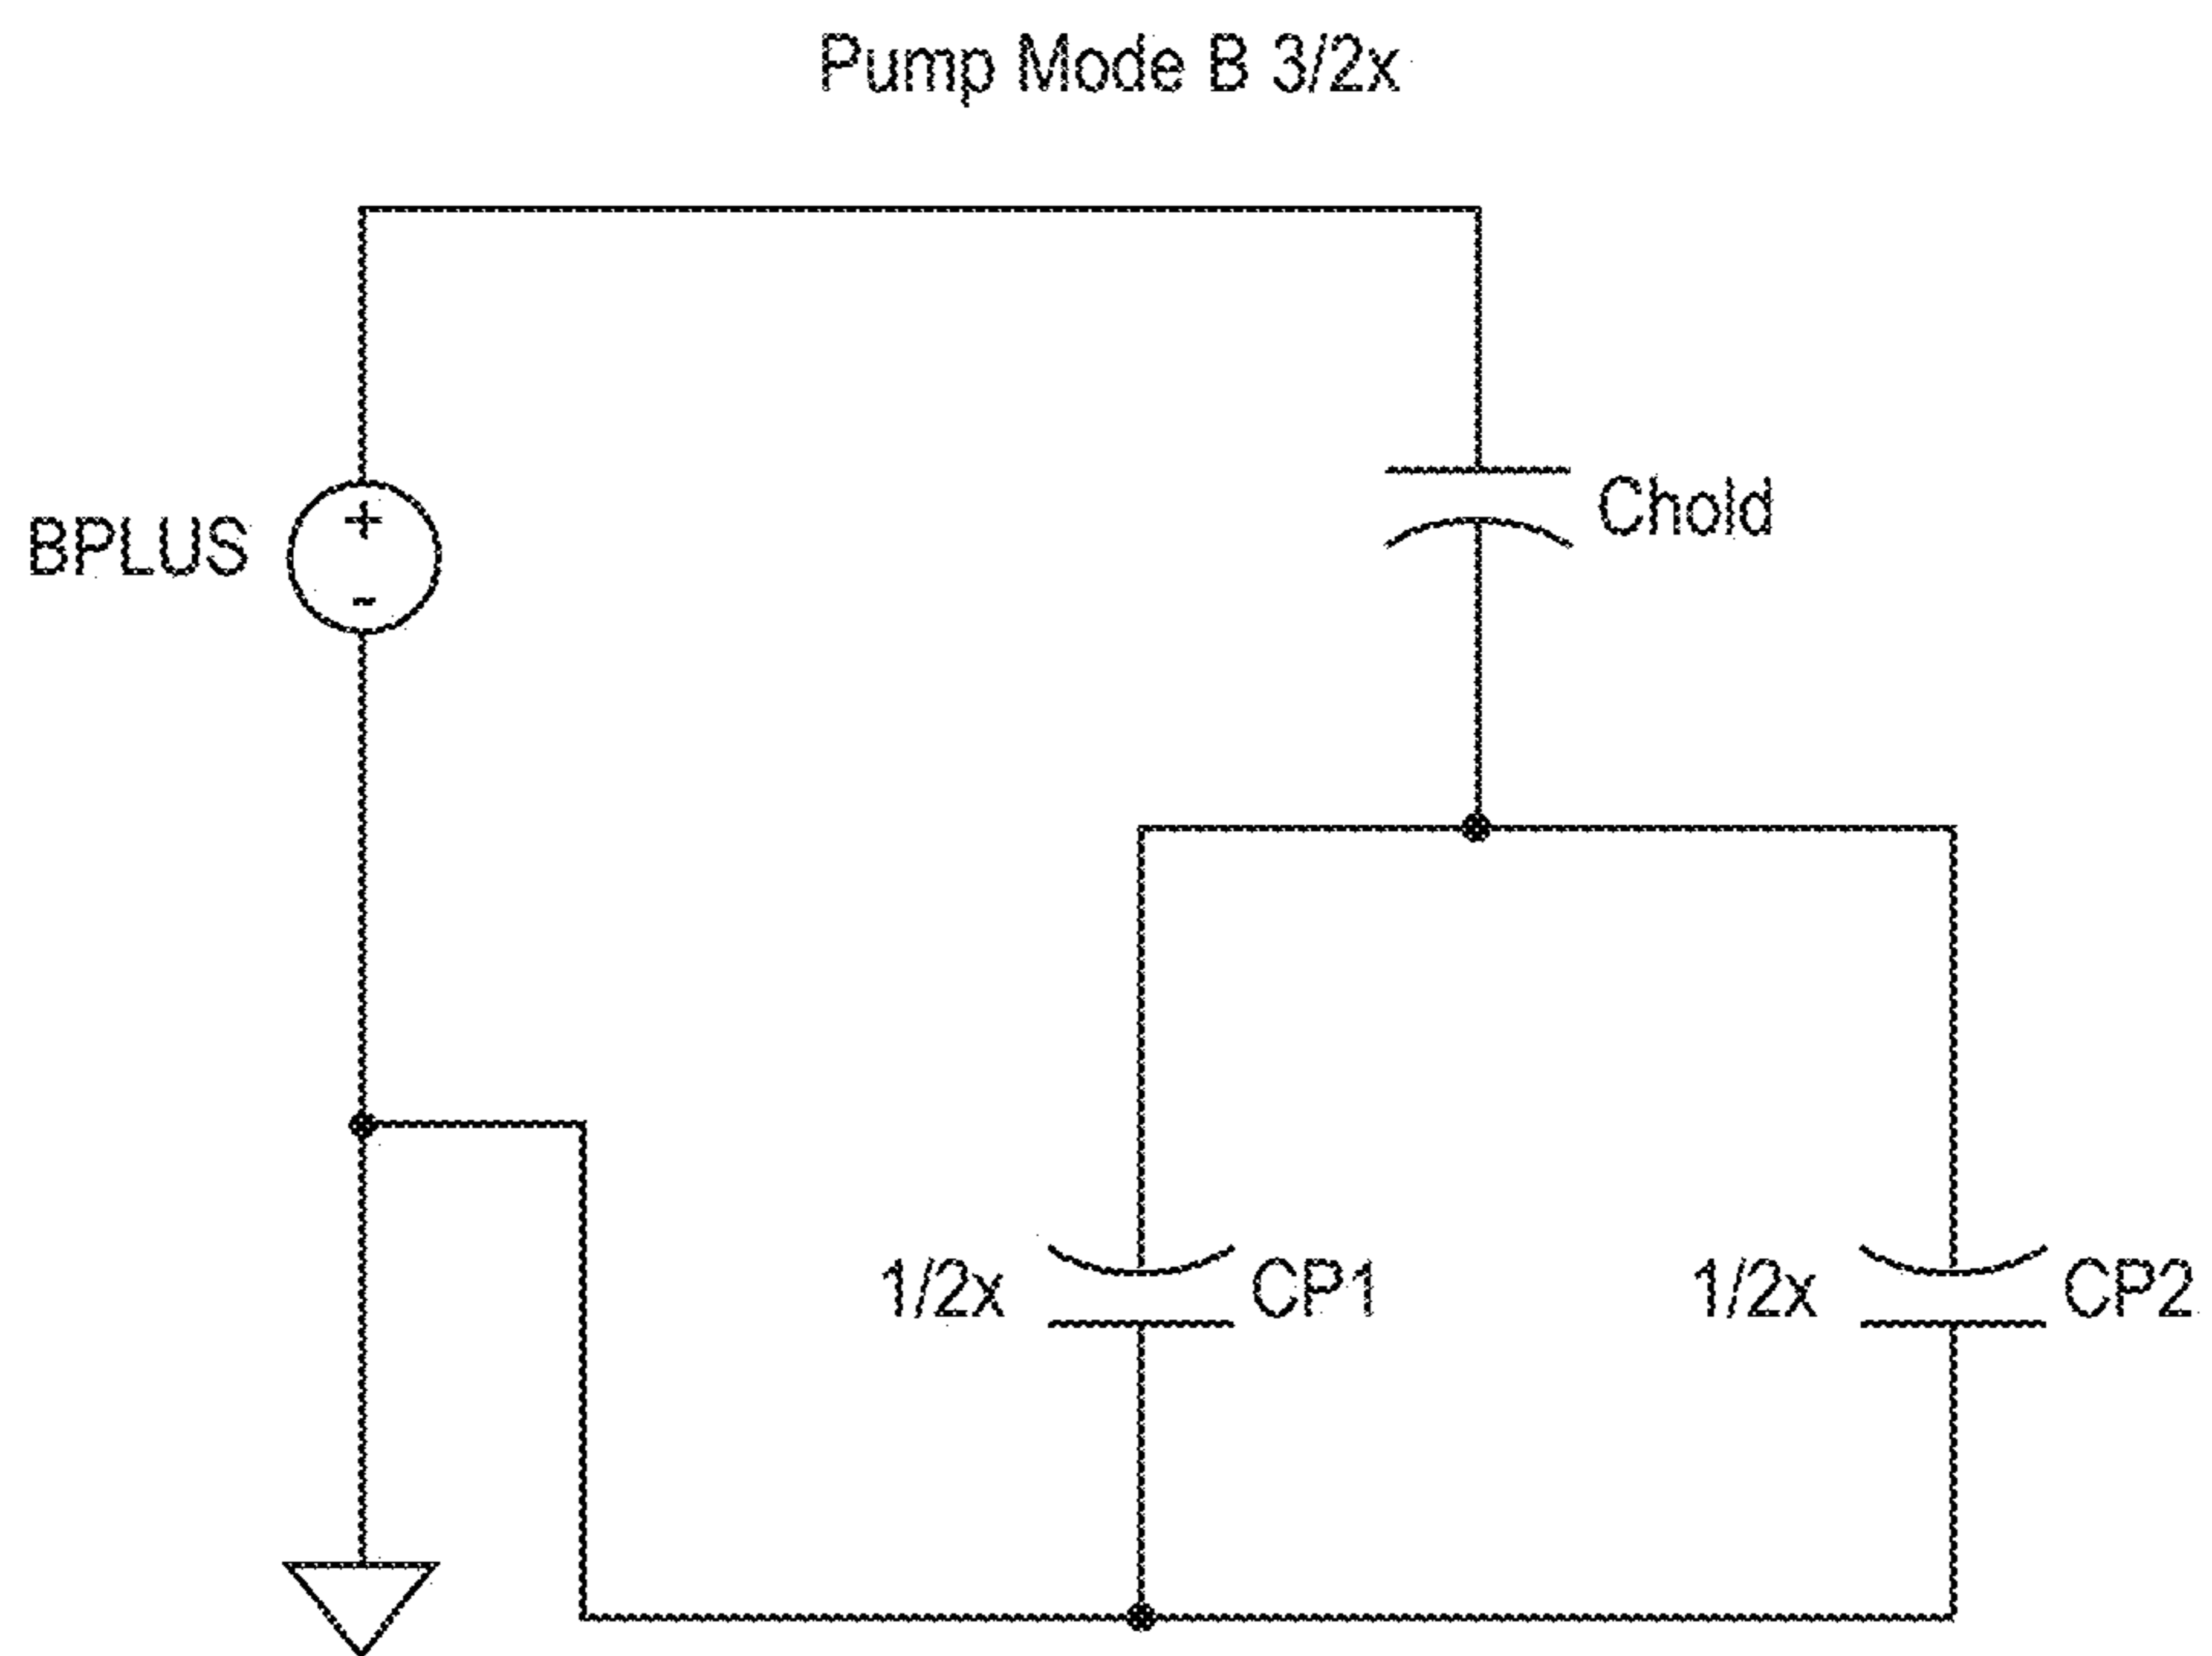 Pump Mode B 3/2x
BPLUS
+
-
Chold
1/2x
CP1
1/2x
CP2